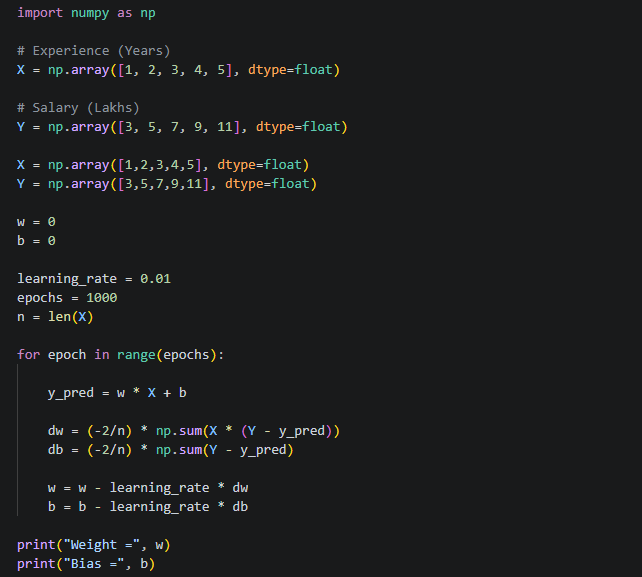 import numpy as np
# Experience (Years)
X = np.array([1, 2, 3, 4, 5], dtype=float)
# Salary (Lakhs)
Y = np.array([3, 5, 7, 9, 11], dtype=float)
X = np.array([1,2,3,4,5], dtype=float)
Y = np.array([3,5,7,9,11], dtype=float)
w = 0
b = 0
learning_rate = 0.01
epochs = 1000
n = len(X)
for epoch in range(epochs):
    y_pred = w * X + b
    dw = (-2/n) * np.sum(X * (Y - y_pred))
    db = (-2/n) * np.sum(Y - y_pred)
    w = w - learning_rate * dw
    b = b - learning_rate * db
print("Weight =", w)
print("Bias =", b)